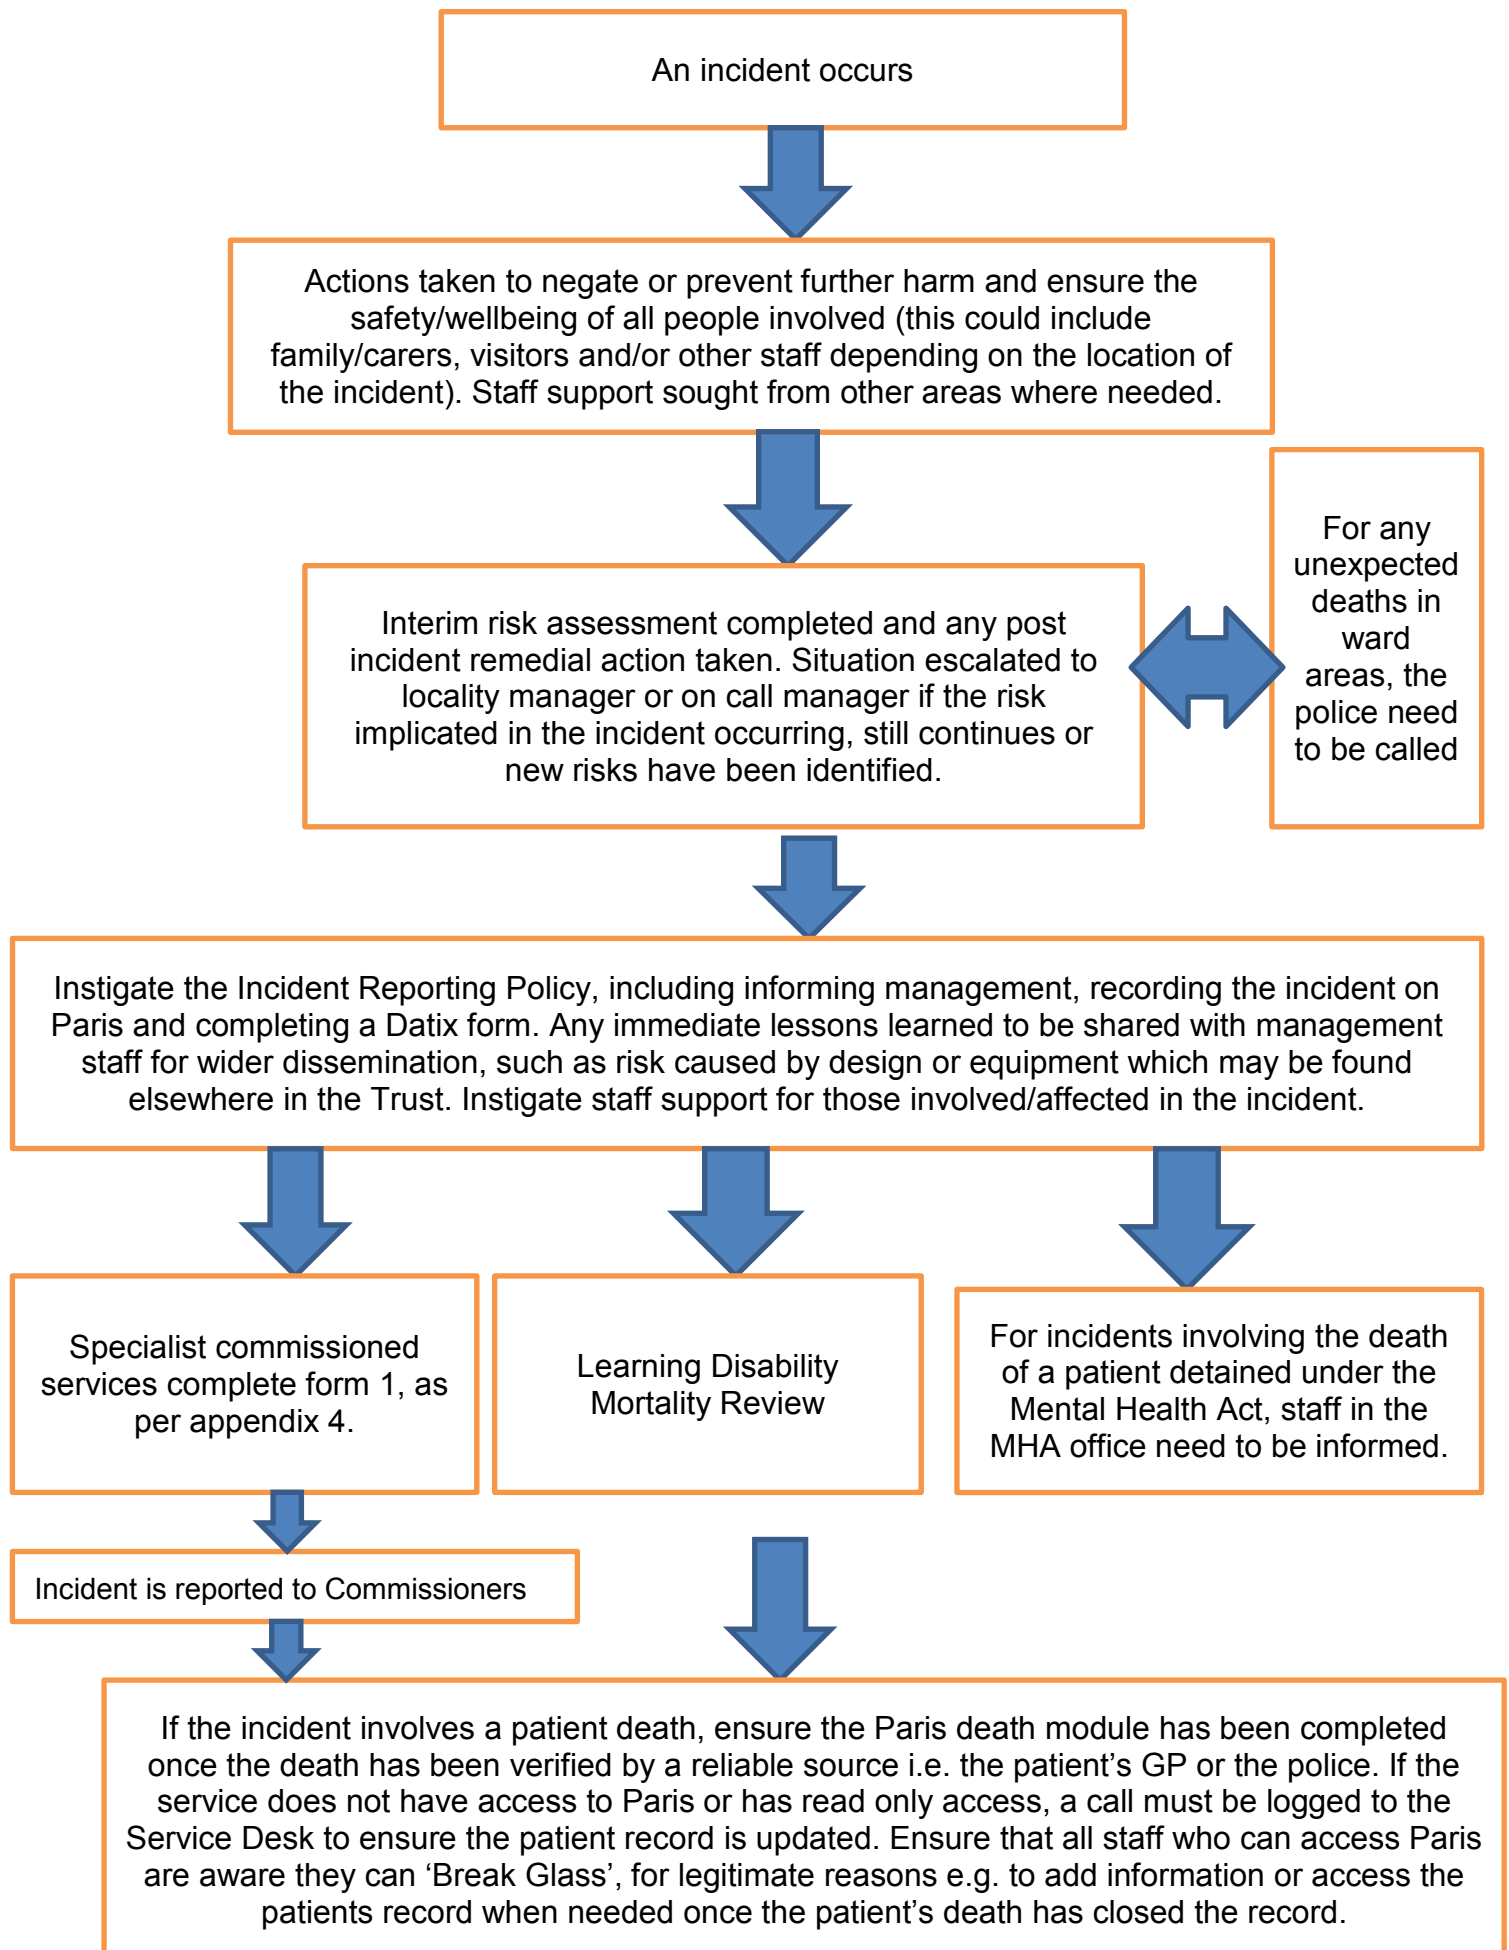 An incident occurs
Actions taken to negate or prevent further harm and ensure the
safety/wellbeing of all people involved (this could include
family/carers, visitors and/or other staff depending on the location of
the incident). Staff support sought from other areas where needed.
For any
unexpected
deaths in
ward
areas, the
police need
to be called
Interim risk assessment completed and any post
incident remedial action taken. Situation escalated to
locality manager or on call manager if the risk
implicated in the incident occurring, still continues or
new risks have been identified.
Instigate the Incident Reporting Policy, including informing management, recording the incident on
Paris and completing a Datix form. Any immediate lessons learned to be shared with management
staff for wider dissemination, such as risk caused by design or equipment which may be found
elsewhere in the Trust. Instigate staff support for those involved/affected in the incident.
Specialist commissioned
services complete form 1, as
per appendix 4.
Learning Disability
Mortality Review
For incidents involving the death
of a patient detained under the
Mental Health Act, staff in the
MHA office need to be informed.
Incident is reported to Commissioners
If the incident involves a patient death, ensure the Paris death module has been completed
once the death has been verified by a reliable source i.e. the patient’s GP or the police. If the
service does not have access to Paris or has read only access, a call must be logged to the
Service Desk to ensure the patient record is updated. Ensure that all staff who can access Paris
are aware they can ‘Break Glass’, for legitimate reasons e.g. to add information or access the
patients record when needed once the patient’s death has closed the record.